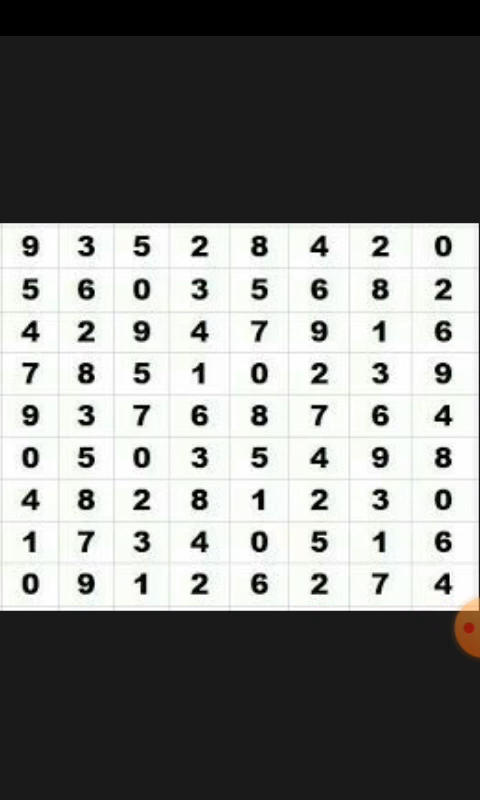 9 3 5 2 8 4 2 0
5 6 0 3 5 6 8 2
4 2 9 4 7 9 1 6
7 8 5 1 0 2 3 9
9 3 7 6 8 7 6 4
0 5 0 3 5 4 9 8
4 8 2 8 1 2 3 0
1 7 3 4 0 5 1 6
0 9 1 2 6 2 7 4